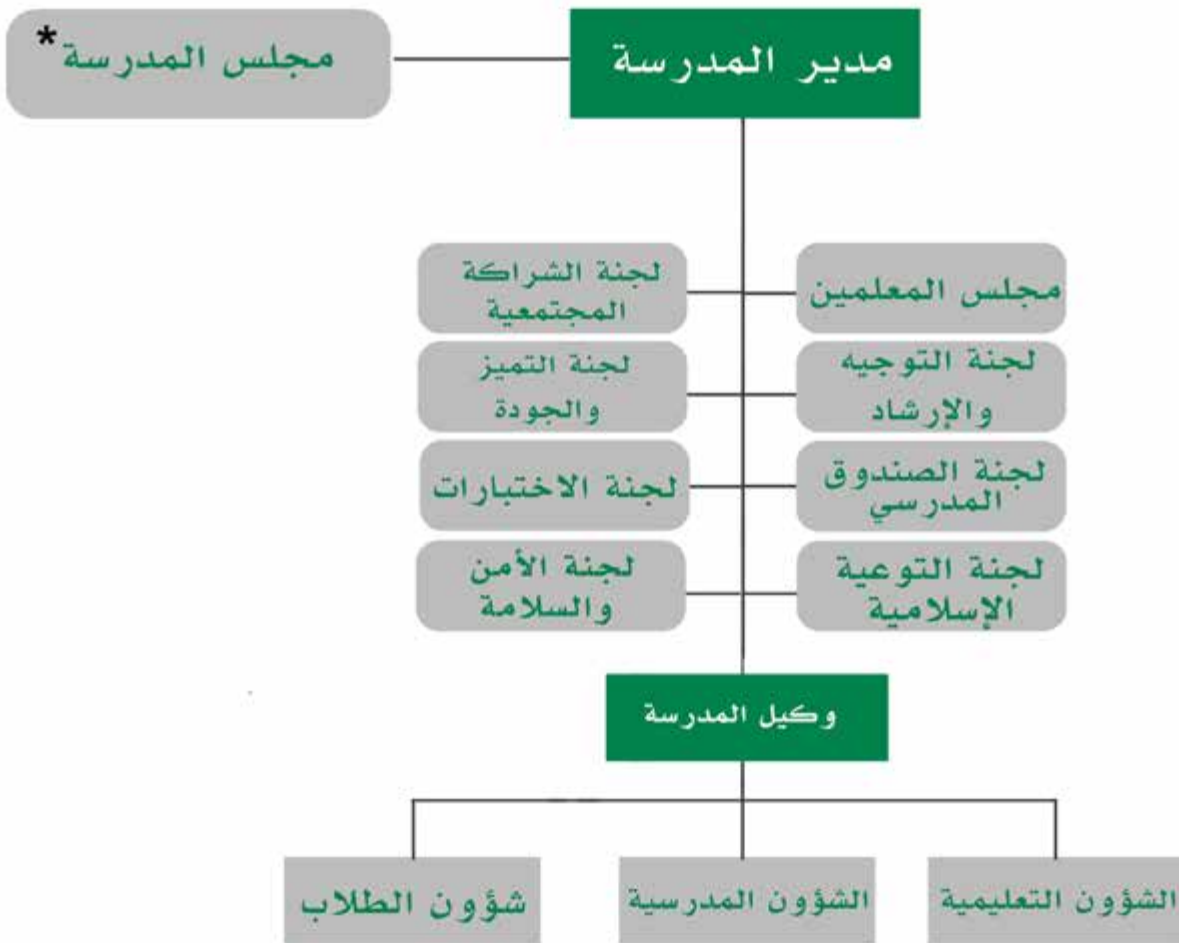 مدير المدرسة
مجلس المدرسة*
مجلس المعلمين
لجنة الشراكة
المجتمعية
لجنة التوجيه
والإرشاد
لجنة التميز
والجودة
لجنة الصندوق
المدرسي
لجنة الاختبارات
لجنة التوعية
الإسلامية
لجنة الأمن
والسلامة
وكيل المدرسة
الشؤون التعليمية
الشؤون المدرسية
شؤون الطلاب